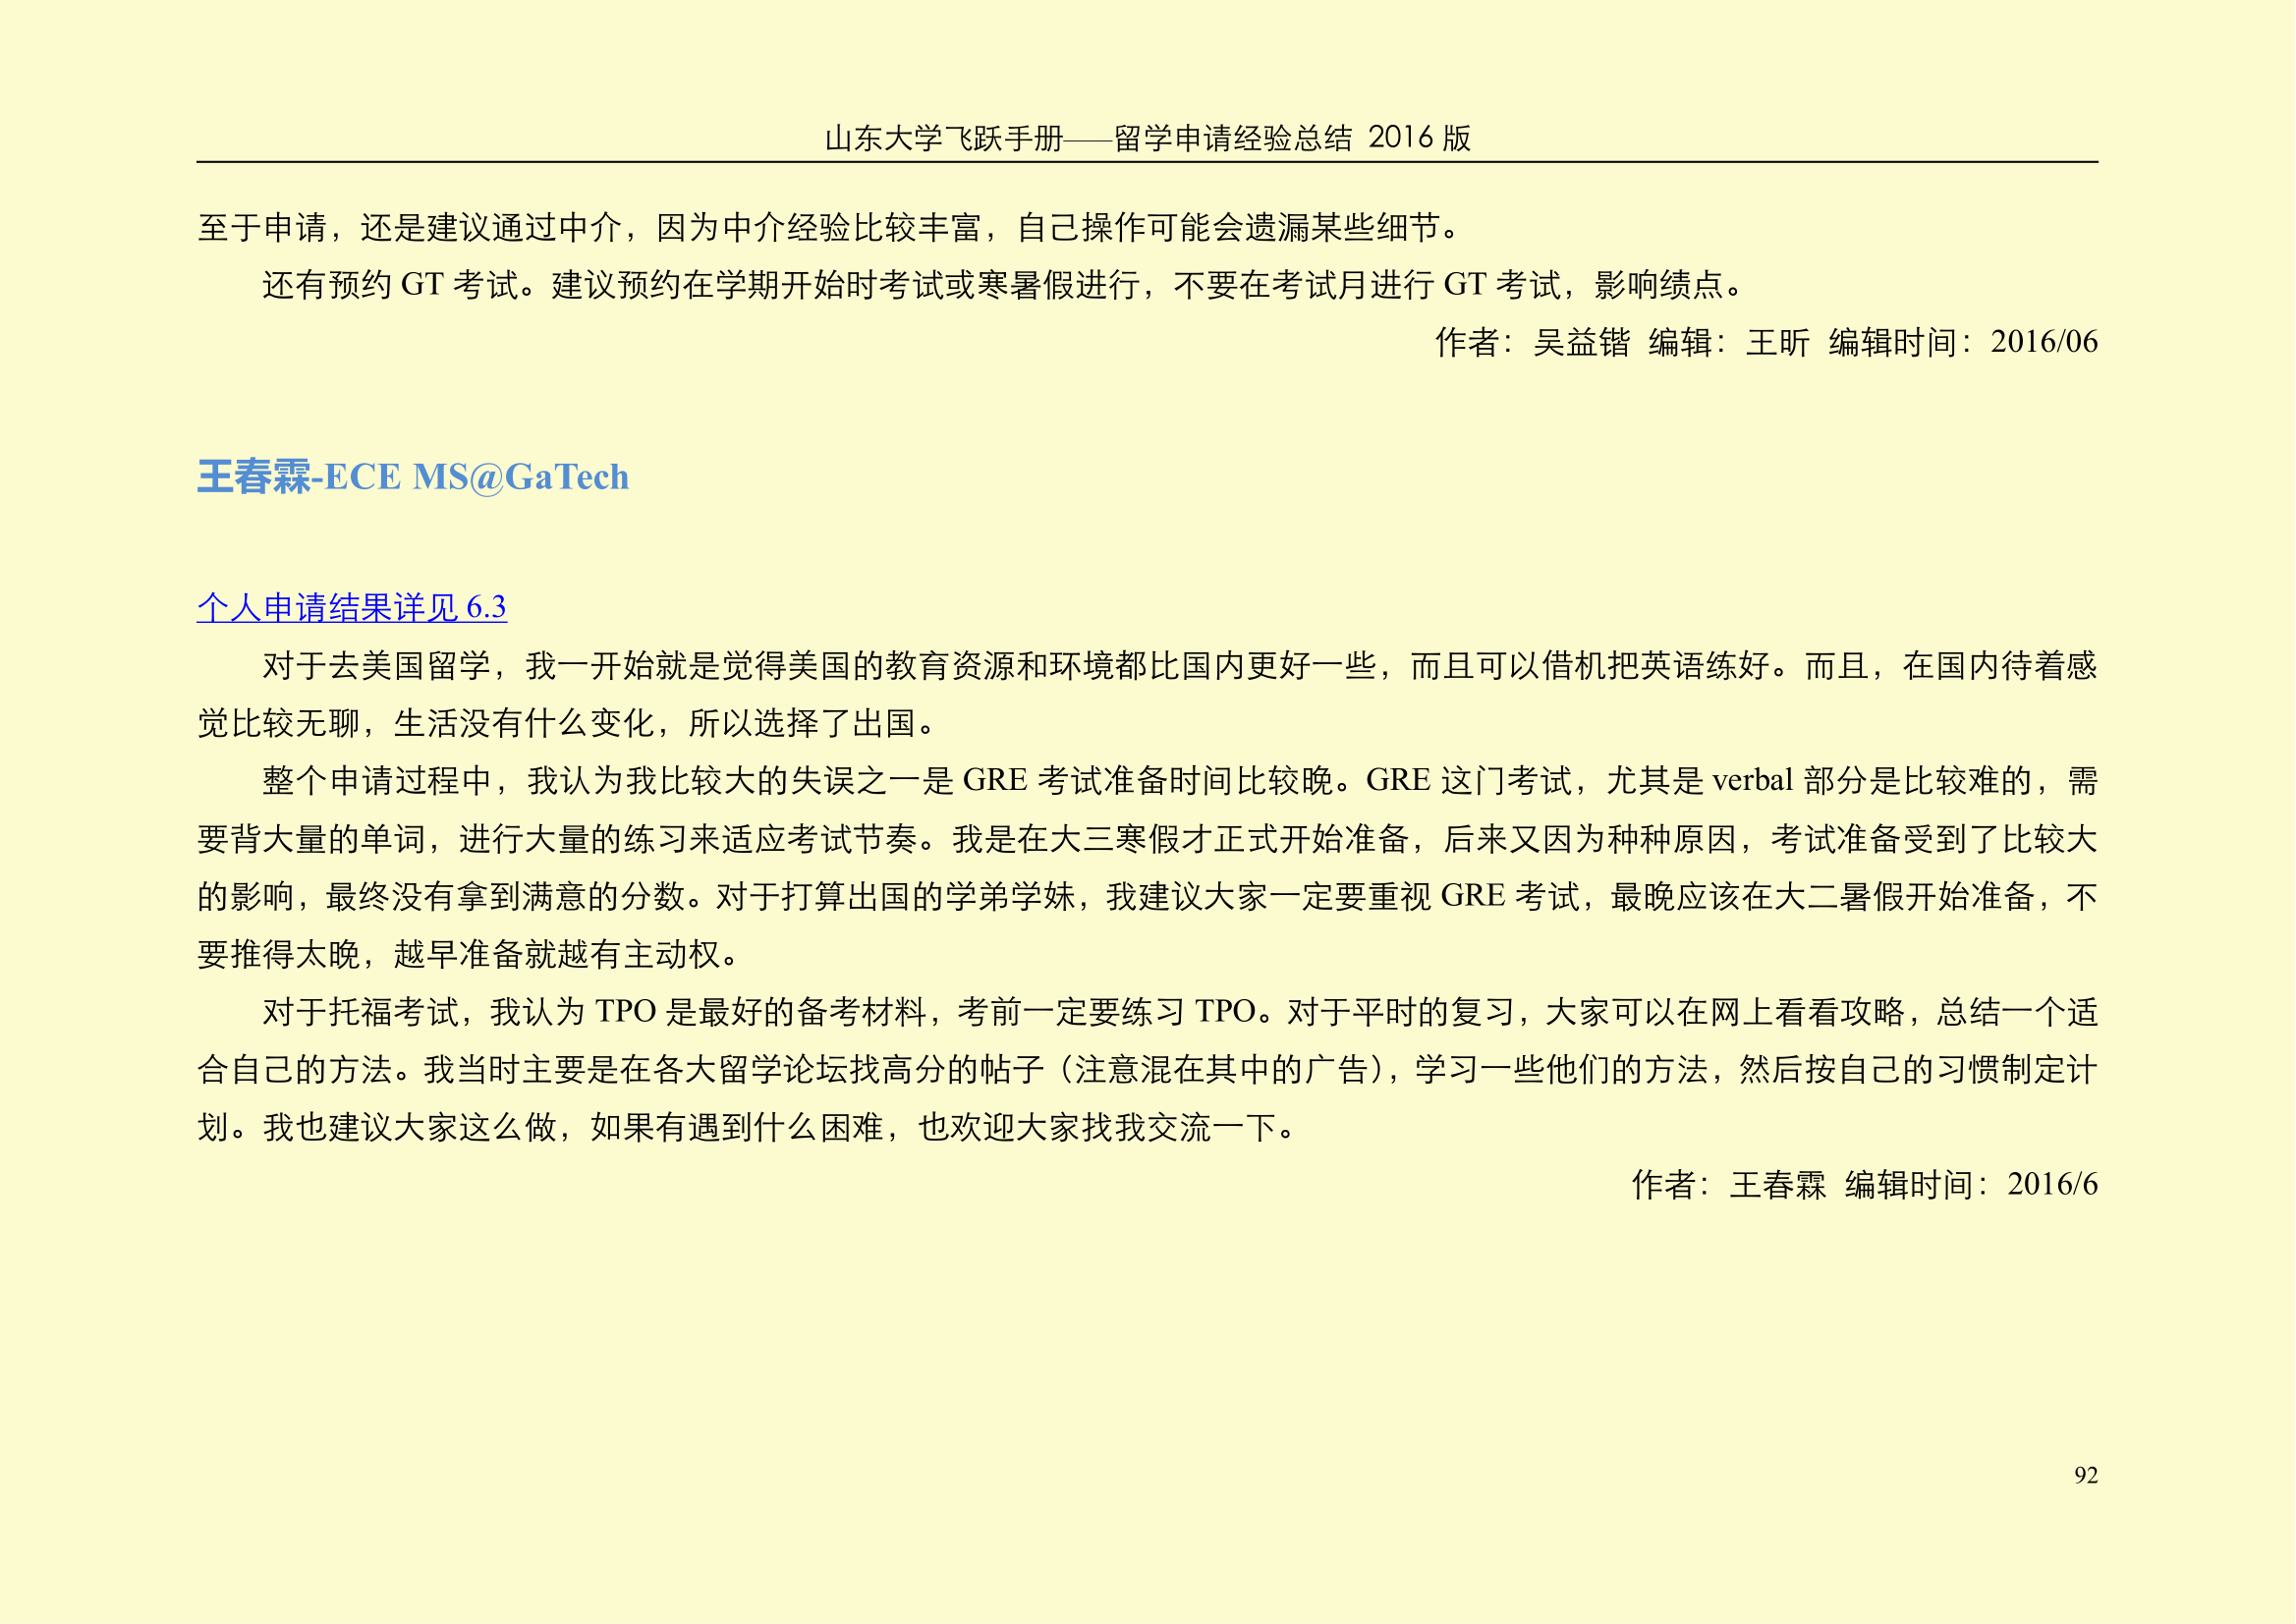 山东大学飞跃手册——留学申请经验总结 2016 版
至于申请，还是建议通过中介，因为中介经验比较丰富，自己操作可能会遗漏某些细节。
还有预约 GT 考试。建议预约在学期开始时考试或寒暑假进行，不要在考试月进行 GT 考试，影响绩点。
作者：吴益锴 编辑：王昕 编辑时间：2016/06
王春霖-ECE MS@GaTech
个人申请结果详见 6.3
对于去美国留学，我一开始就是觉得美国的教育资源和环境都比国内更好一些，而且可以借机把英语练好。而且，在国内待着感
觉比较无聊，生活没有什么变化，所以选择了出国。
整个申请过程中，我认为我比较大的失误之一是 GRE 考试准备时间比较晚。GRE 这门考试，尤其是 verbal 部分是比较难的，需
要背大量的单词，进行大量的练习来适应考试节奏。我是在大三寒假才正式开始准备，后来又因为种种原因，考试准备受到了比较大
的影响，最终没有拿到满意的分数。对于打算出国的学弟学妹，我建议大家一定要重视 GRE 考试，最晚应该在大二暑假开始准备，不
要推得太晚，越早准备就越有主动权。
对于托福考试，我认为 TPO 是最好的备考材料，考前一定要练习 TPO。对于平时的复习，大家可以在网上看看攻略，总结一个适
合自己的方法。我当时主要是在各大留学论坛找高分的帖子（注意混在其中的广告），学习一些他们的方法，然后按自己的习惯制定计
划。我也建议大家这么做，如果有遇到什么困难，也欢迎大家找我交流一下。
作者：王春霖 编辑时间：2016/6
92